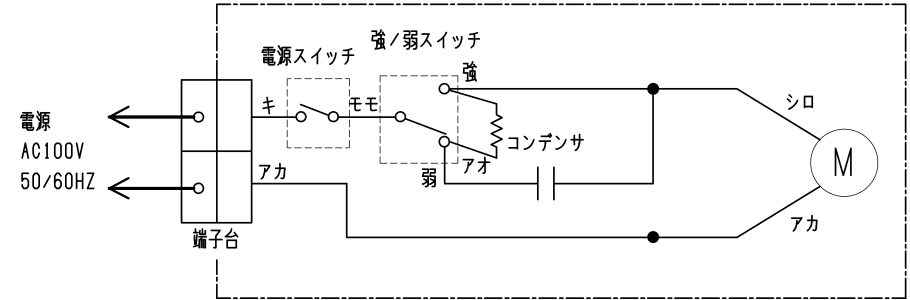 電源スイッチ
強/弱スイッチ
強
キ
モモ
シロ
電源
AC100V
50/60HZ
コンデンサ
M
アカ
弱
アオ
アカ
端子台